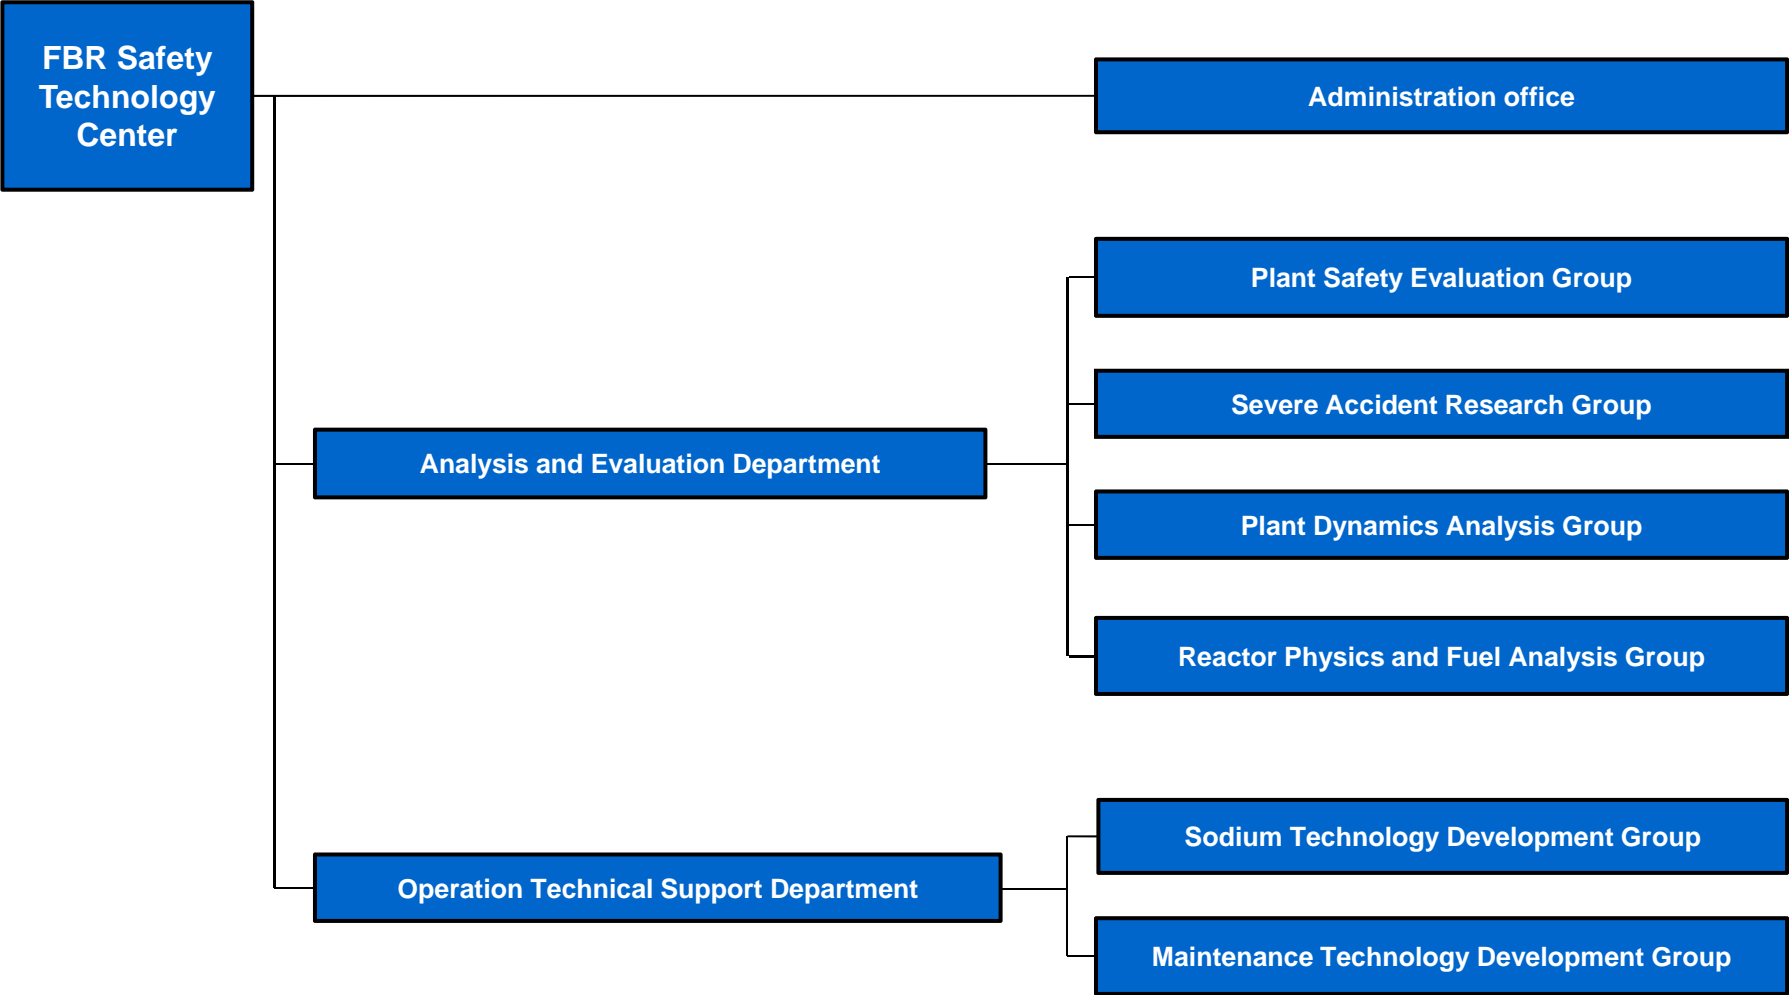 FBR Safety
Technology
Center
Administration office
Plant Safety Evaluation Group
Severe Accident Research Group
Analysis and Evaluation Department
Plant Dynamics Analysis Group
Reactor Physics and Fuel Analysis Group
Sodium Technology Development Group
Operation Technical Support Department
Maintenance Technology Development Group